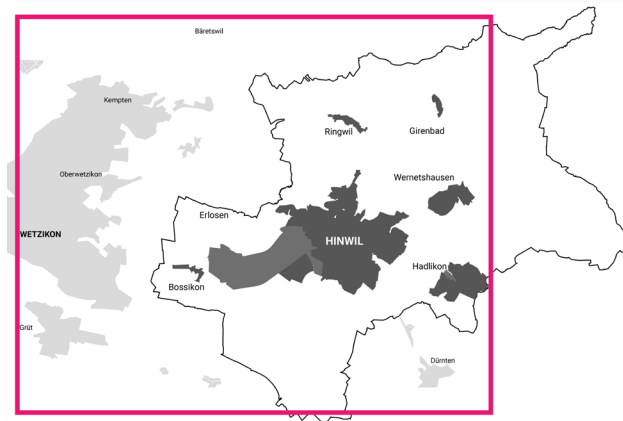 Bäretswil
Kempten
Ringwil
Girenbad
Oberwetzikon
Wernetshausen
Erlosen
WETZIKON
HINWIL
Hadlikon
Bossikon
Grüt
Dürnten